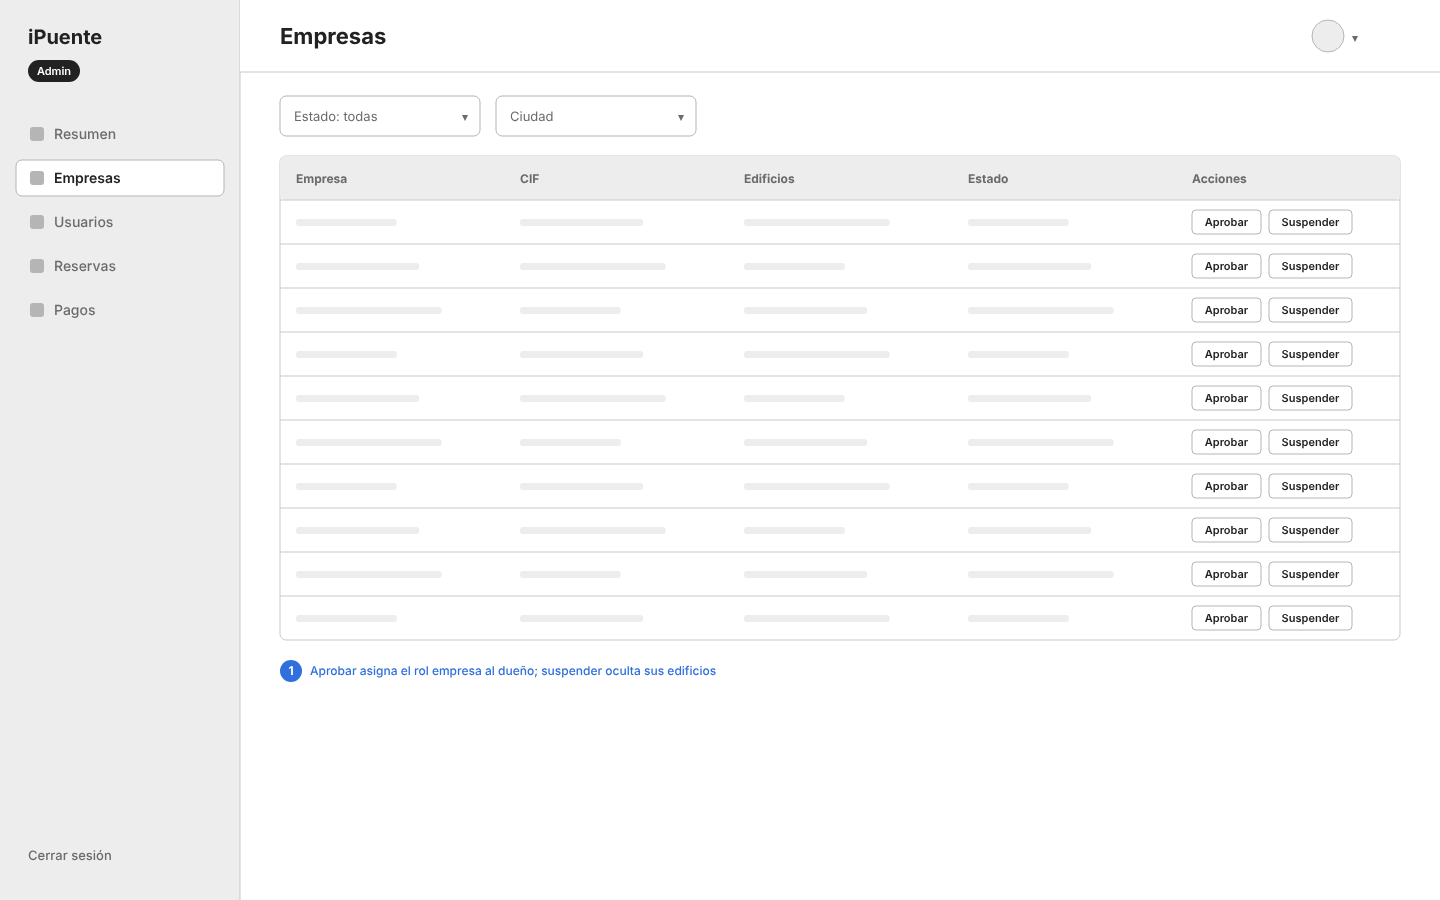 iPuente
Admin
Resumen
Empresas
Usuarios
Reservas
Pagos
Cerrar sesión
Empresas
Estado: todas
Ciudad
Empresa CIF Edificios Estado Acciones
Aprobar Suspender
Aprobar Suspender
Aprobar Suspender
Aprobar Suspender
Aprobar Suspender
Aprobar Suspender
Aprobar Suspender
Aprobar Suspender
Aprobar Suspender
Aprobar Suspender
1 Aprobar asigna el rol empresa al dueño; suspender oculta sus edificios